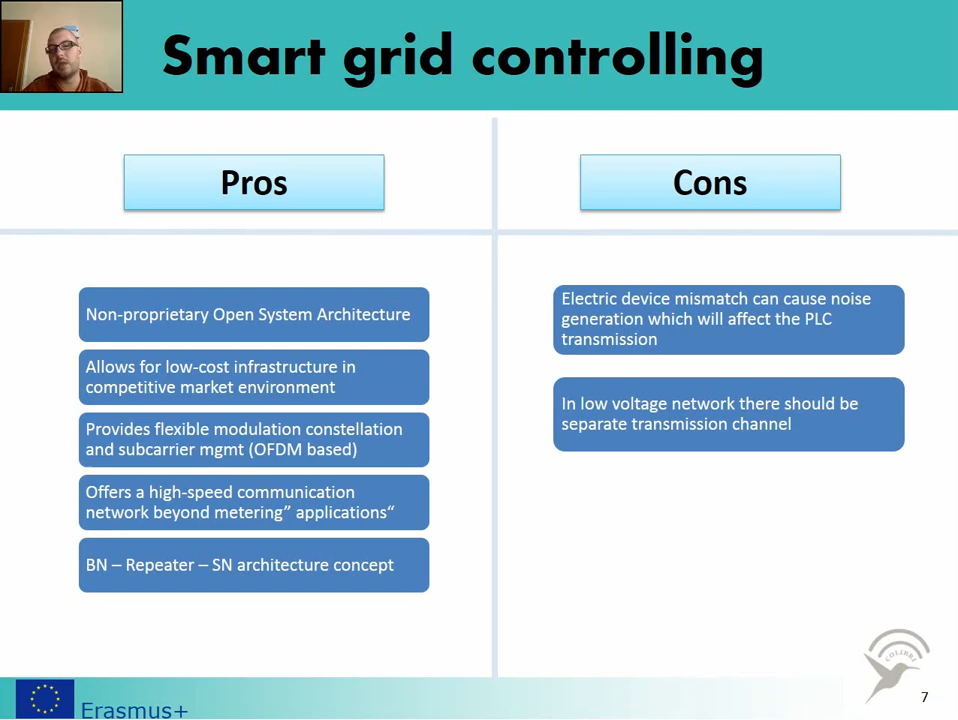 Smart grid controlling
Pros
Cons
Non-proprietary Open System Architecture
Allows for low-cost infrastructure in
competitive market environment
Provides flexible modulation constellation
and subcarrier mgmt (OFDM based)
Offers a high-speed communication
network beyond metering” applications“
BN – Repeater – SN architecture concept
Electric device mismatch can cause noise
generation which will affect the PLC
transmission
In low voltage network there should be
separate transmission channel
COLIBRI
7
Erasmus+